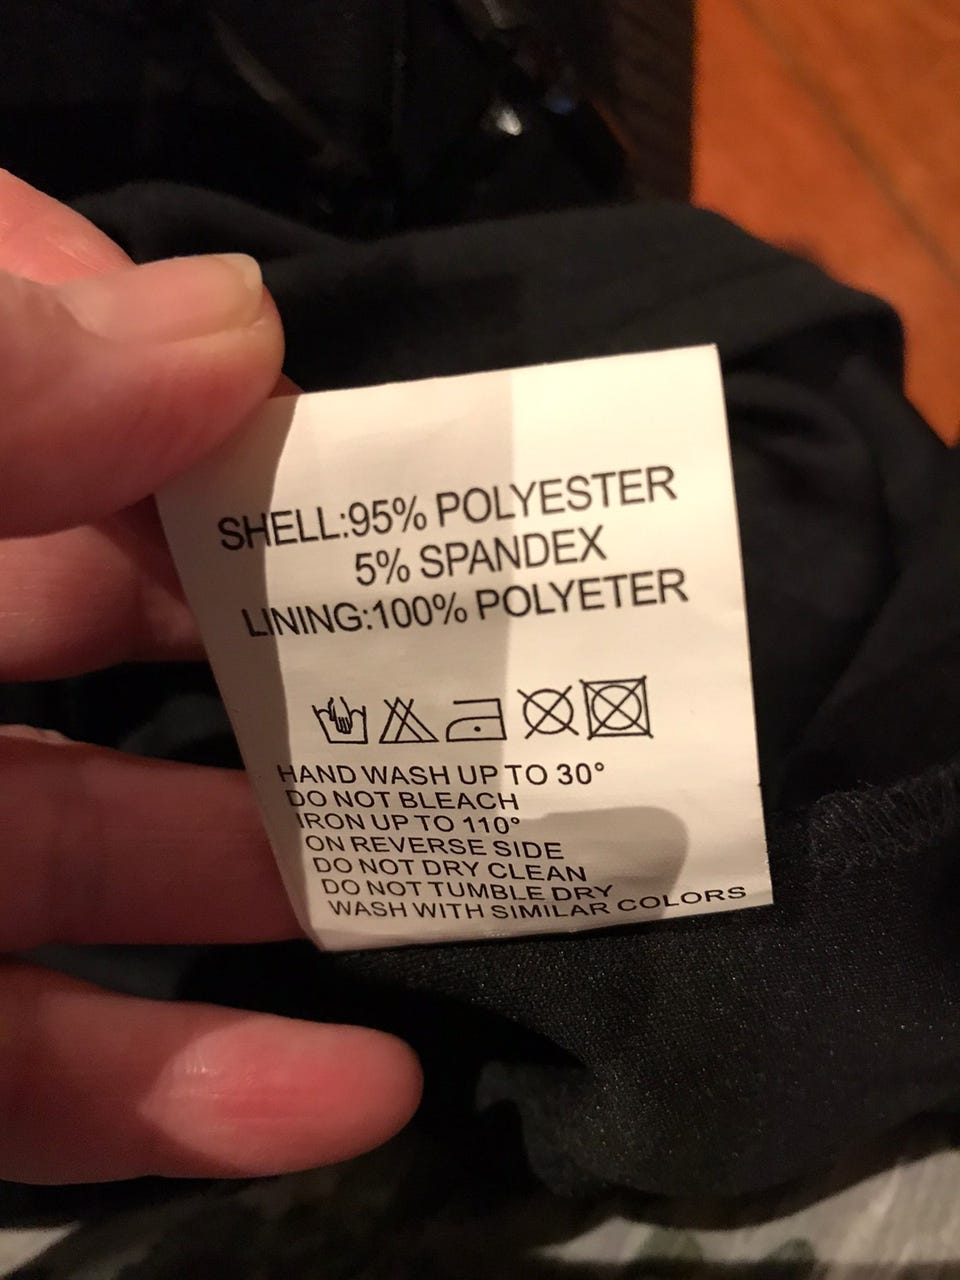 SHELL:95% POLYESTER
5% SPANDEX
LINING:100% POLYETER
HAND WASH UP TO 30°
DO NOT BLEACH
IRON UP TO 110°
ON REVERSE SIDE
DO NOT DRY CLEAN
DO NOT TUMBLE DRY
WASH WITH SIMILAR COLORS